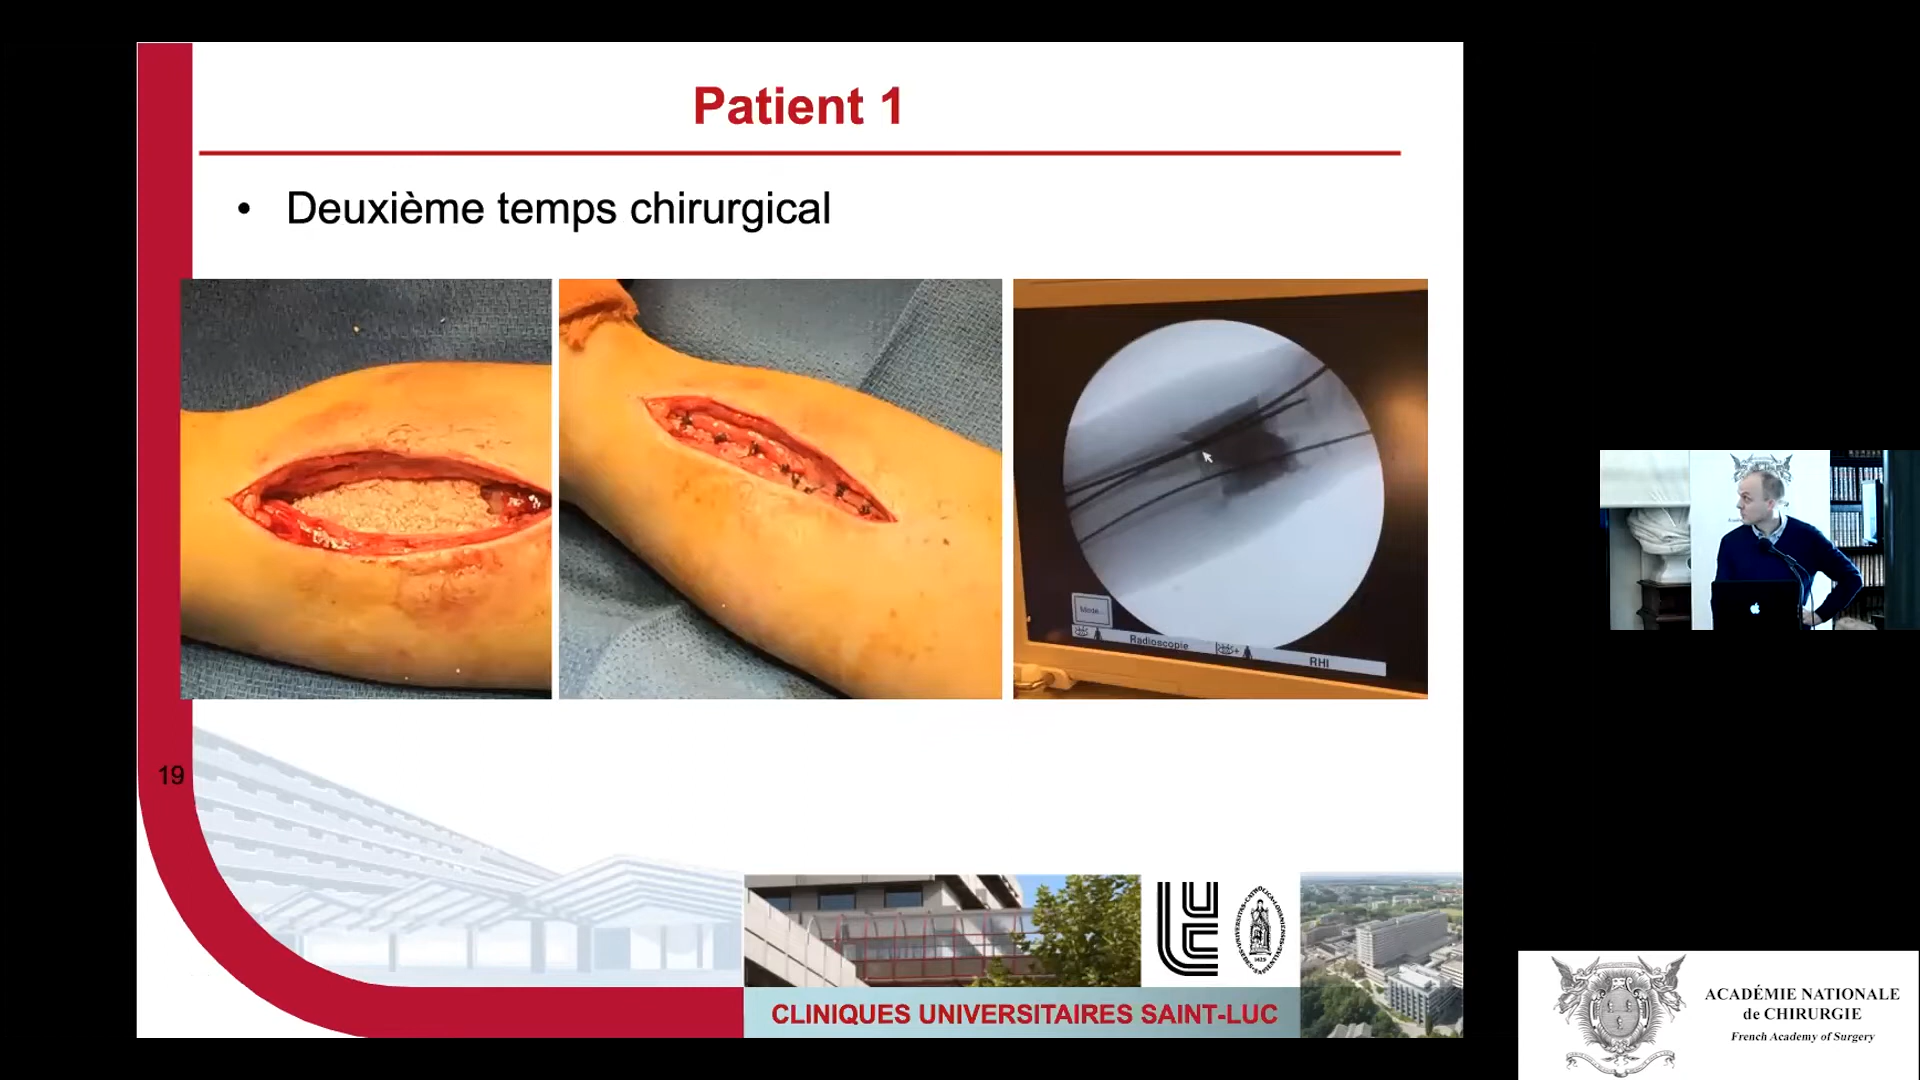 Patient 1
• Deuxième temps chirurgical
Mode...
Radioscopie
RHI
19
CLINIQUES UNIVERSITAIRES SAINT-LUC
ACADÉMIE NATIONALE
de CHIRURGIE
French Academy of Surgery